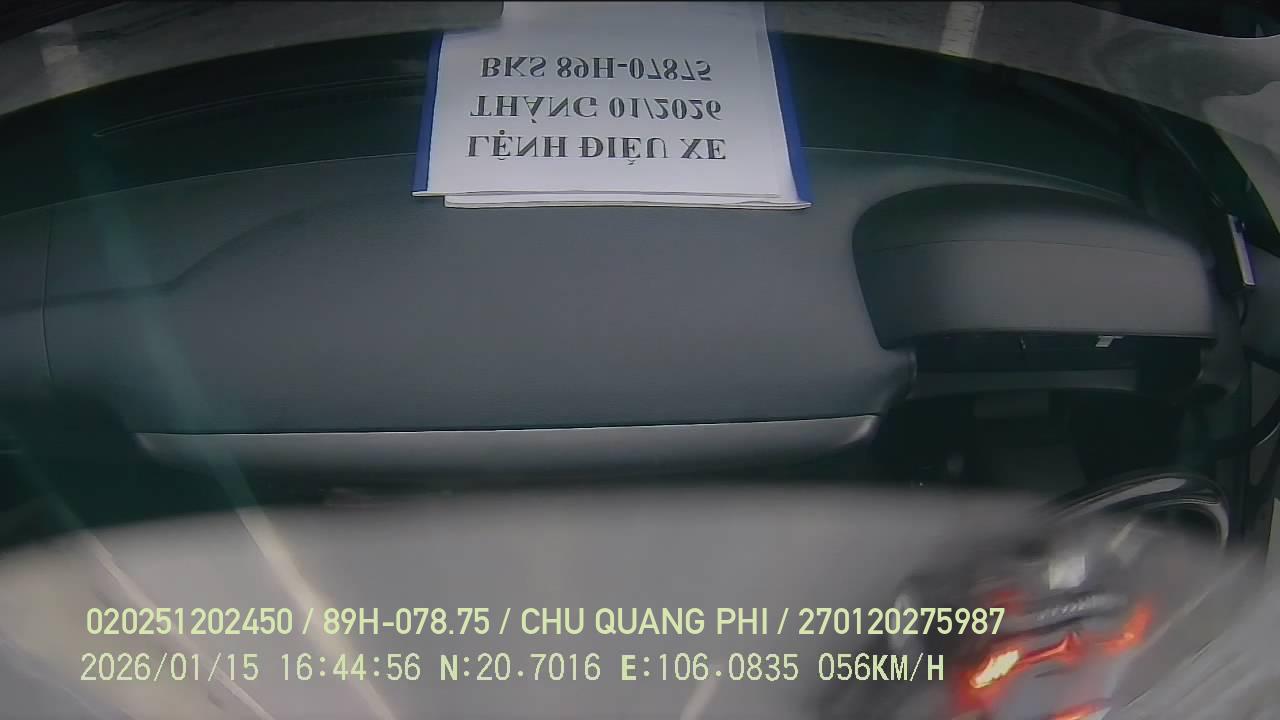 LỆNH ĐIỀU XE
THÁNG 01/2026
BKS 89H-07875
020251202450 / 89H-078.75 / CHU QUANG PHI / 270120275987
2026/01/15 16:44:56 N:20.7016 E:106.0835 056KM/H